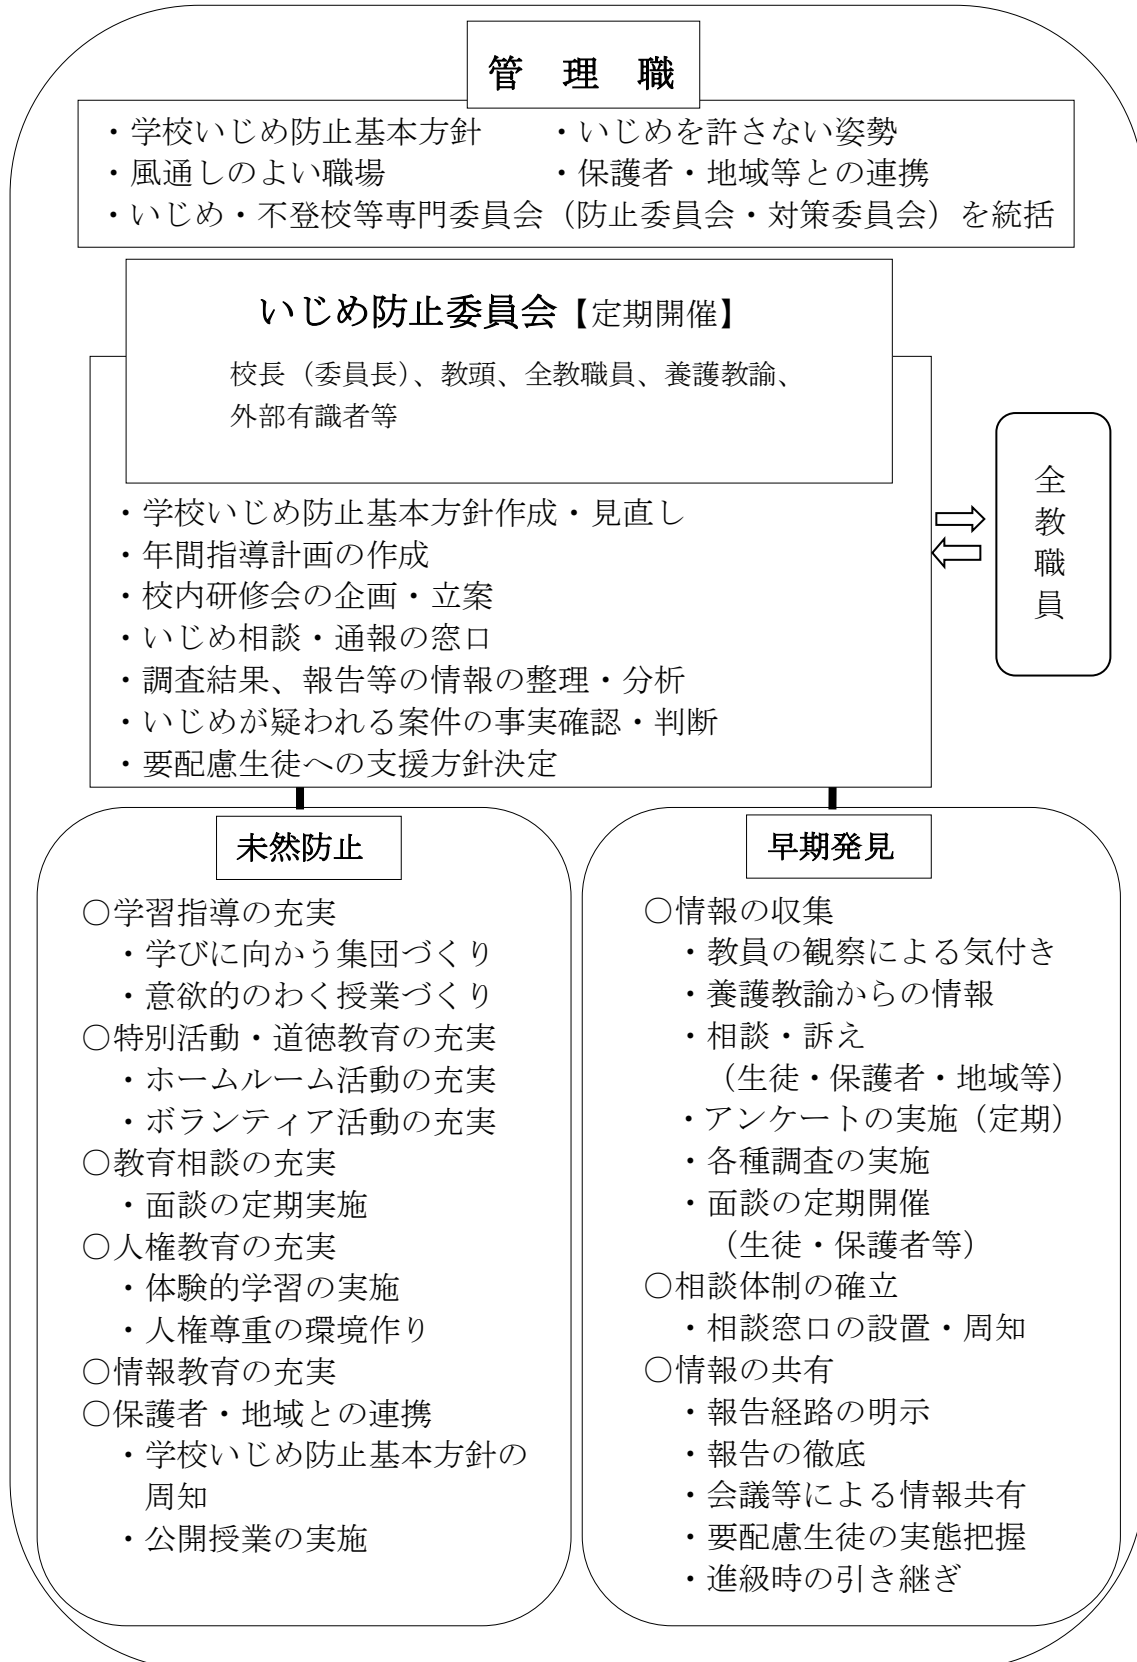 管　理　職
・学校いじめ防止基本方針　　・いじめを許さない姿勢
・風通しのよい職場　　　　　・保護者・地域等との連携
・いじめ・不登校等専門委員会（防止委員会・対策委員会）を統括
いじめ防止委員会【定期開催】
校長（委員長）、教頭、全教職員、養護教諭、
外部有識者等
・学校いじめ防止基本方針作成・見直し
・年間指導計画の作成
・校内研修会の企画・立案
・いじめ相談・通報の窓口
・調査結果、報告等の情報の整理・分析
・いじめが疑われる案件の事実確認・判断
・要配慮生徒への支援方針決定
全教職員
未然防止
○学習指導の充実
・学びに向かう集団づくり
・意欲的のわく授業づくり
○特別活動・道徳教育の充実
・ホームルーム活動の充実
・ボランティア活動の充実
○教育相談の充実
・面談の定期実施
○人権教育の充実
・体験的学習の実施
・人権尊重の環境作り
○情報教育の充実
○保護者・地域との連携
・学校いじめ防止基本方針の
周知
・公開授業の実施
早期発見
○情報の収集
・教員の観察による気付き
・養護教諭からの情報
・相談・訴え
（生徒・保護者・地域等）
・アンケートの実施（定期）
・各種調査の実施
・面談の定期開催
（生徒・保護者等）
○相談体制の確立
・相談窓口の設置・周知
○情報の共有
・報告経路の明示
・報告の徹底
・会議等による情報共有
・要配慮生徒の実態把握
・進級時の引き継ぎ